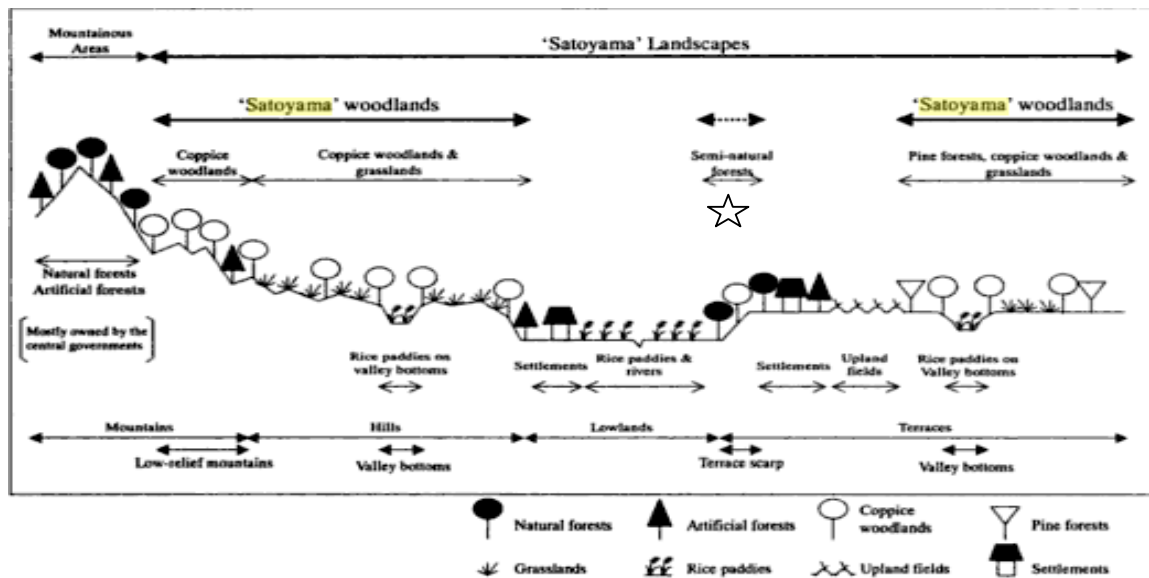 Mountainous
Areas
'Satoyama' Landscapes
'Satoyama' woodlands
'Satoyama' woodlands
Coppice
woodlands
Coppice woodlands &
grasslands
Semi-natural
forests
Pine forests, coppice woodlands &
grasslands
Natural forests
Artificial forests
Mostly owned by the
central governments
Rice paddies on
valley bottoms
Settlements
Rice paddies &
rivers
Settlements
Upland
fields
Rice paddies on
Valley bottoms
Mountains
Hills
Lowlands
Terraces
Low-relief mountains
Valley bottoms
Terrace scarp
Valley bottoms
Natural forests
Artificial forests
Coppice
woodlands
Pine forests
Grasslands
Rice paddies
Upland fields
Settlements